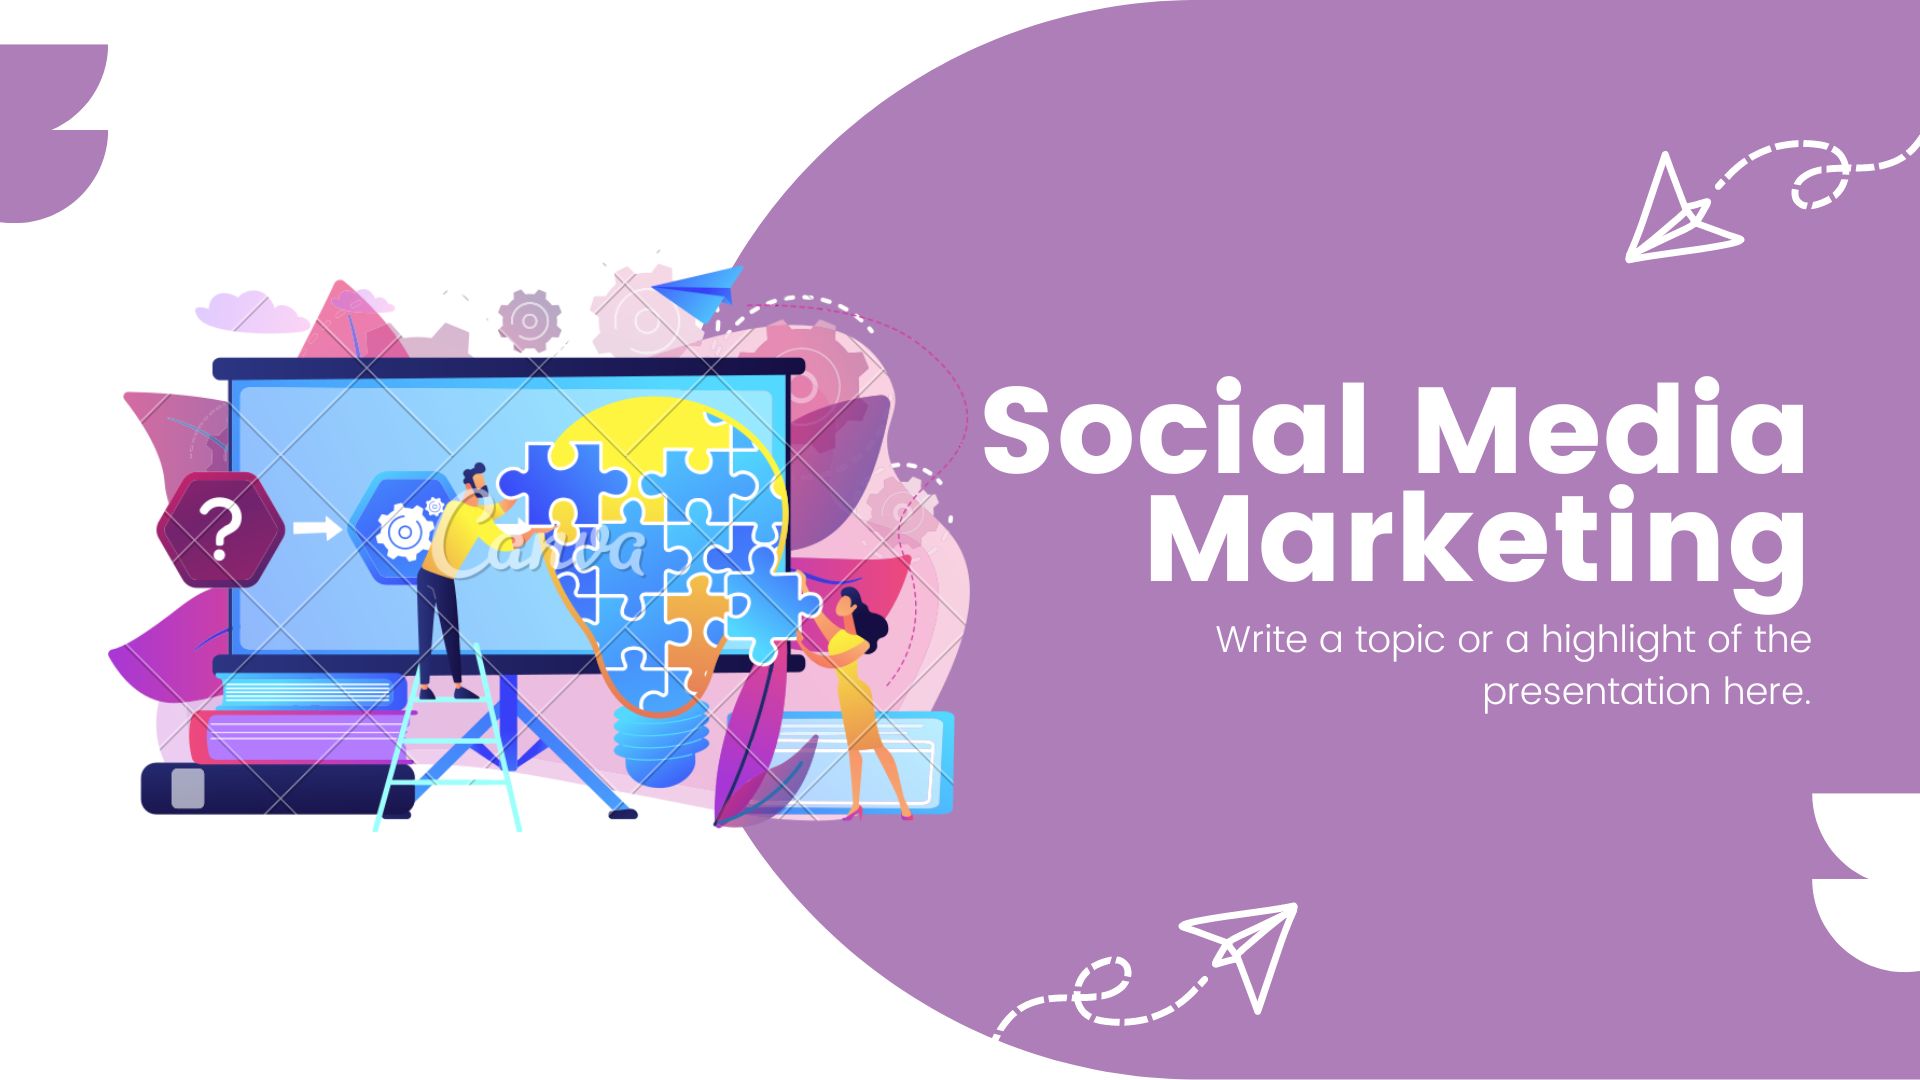 Social Media
Marketing
Write a topic or a highlight of the
presentation here.
?
Canva